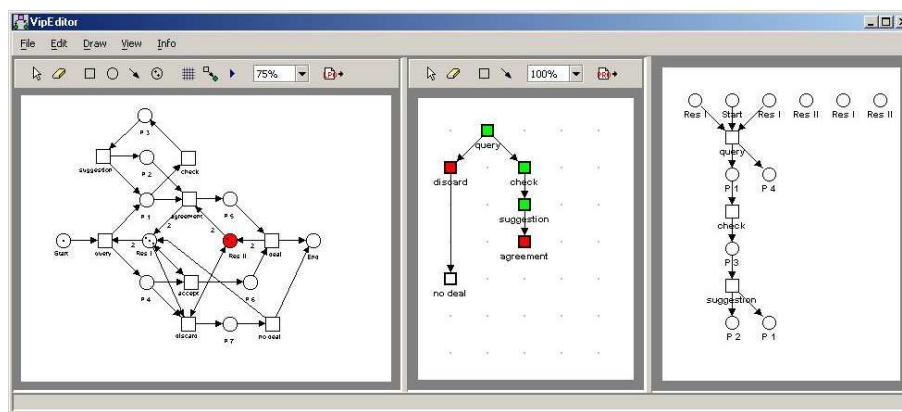 VipEditor
File Edit Draw View Info
75%
100%
P 3
suggestion
P 2
check
P 1
agreement
P 5
2
2
Start
query
2
Res I
Res II
2
deal
End
P 4
accept
P 6
discard
P 7
no deal
query
discard
check
suggestion
agreement
no deal
Res I Start Res I Res II Res I Res II
query
P 1 P 4
check
P 3
suggestion
P 2 P 1